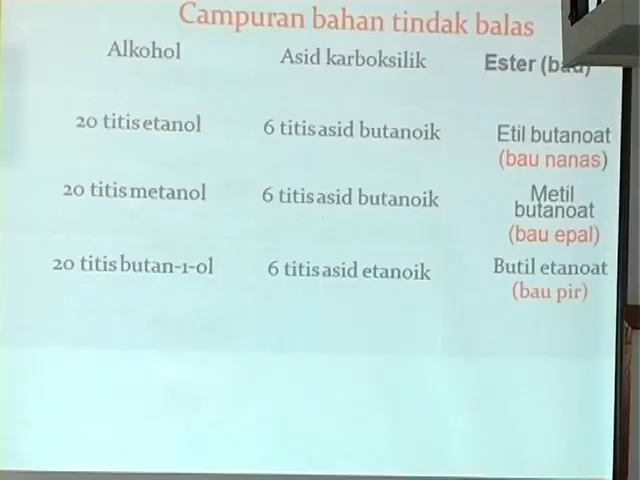 Campuran bahan tindak balas
Alkohol Asid karboksilik Ester (bau)
20 titis etanol 6 titis asid butanoik Etil butanoat
(bau nanas)
20 titis metanol 6 titis asid butanoik Metil
butanoat
(bau epal)
20 titis butan-1-ol 6 titis asid etanoik Butil etanoat
(bau pir)